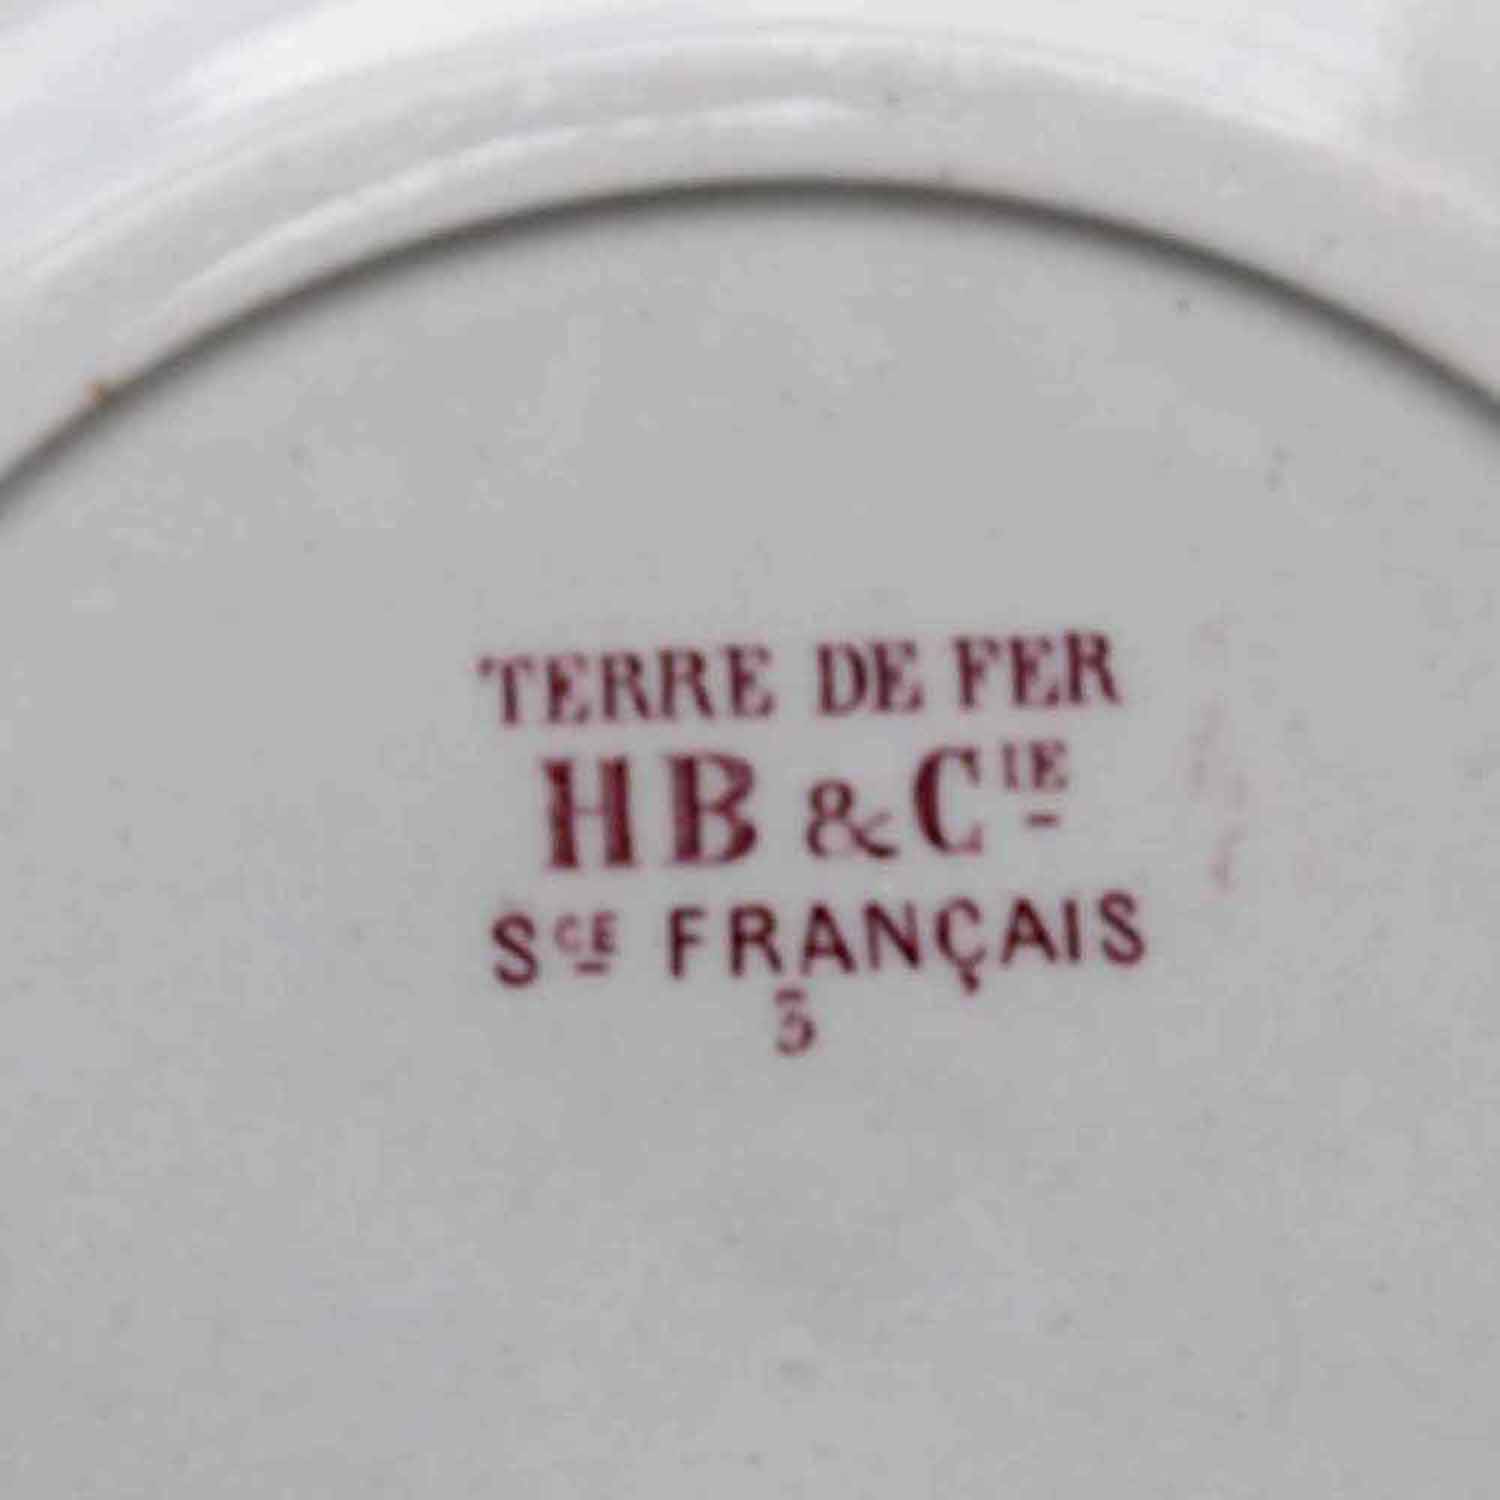 TERRE DE FER
HB & CIE
SCE FRANÇAIS
3